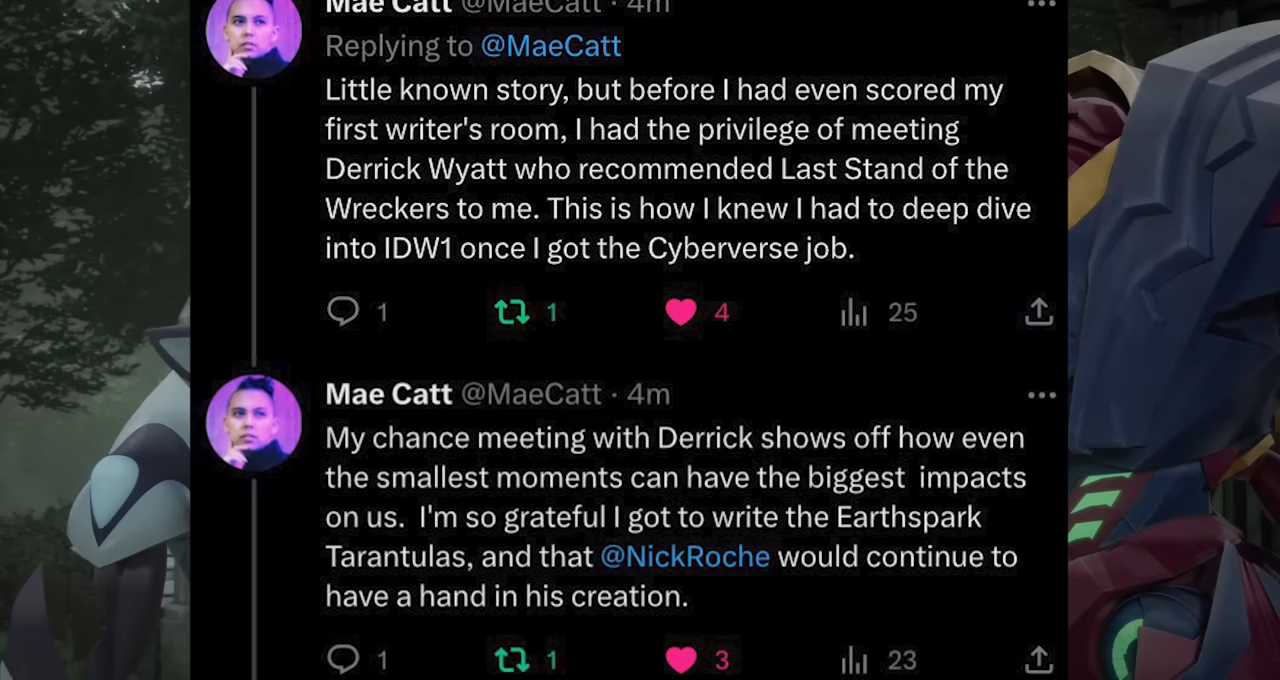 Mae Catt @MaeCatt · 4m
Replying to @MaeCatt
Little known story, but before I had even scored my
first writer's room, I had the privilege of meeting
Derrick Wyatt who recommended Last Stand of the
Wreckers to me. This is how I knew I had to deep dive
into IDW1 once I got the Cyberverse job.
1 1 4 25
Mae Catt @MaeCatt · 4m
My chance meeting with Derrick shows off how even
the smallest moments can have the biggest  impacts
on us.  I'm so grateful I got to write the Earthspark
Tarantulas, and that @NickRoche would continue to
have a hand in his creation.
1 1 3 23